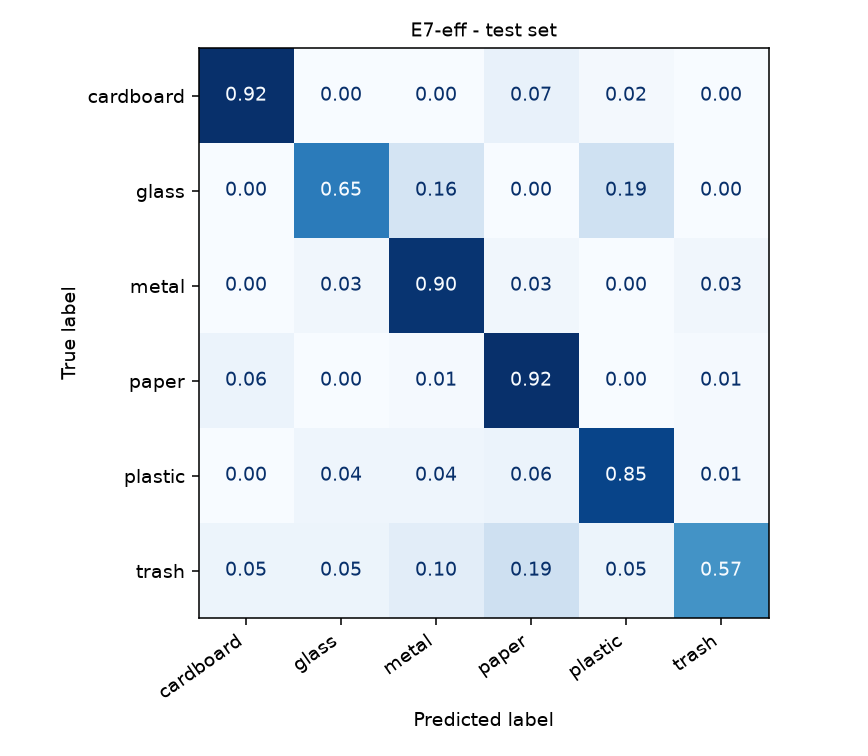 E7-eff - test set
cardboard 0.92 0.00 0.00 0.07 0.02 0.00
glass 0.00 0.65 0.16 0.00 0.19 0.00
metal 0.00 0.03 0.90 0.03 0.00 0.03
True label
paper 0.06 0.00 0.01 0.92 0.00 0.01
plastic 0.00 0.04 0.04 0.06 0.85 0.01
trash 0.05 0.05 0.10 0.19 0.05 0.57
cardboard glass metal paper plastic trash
Predicted label